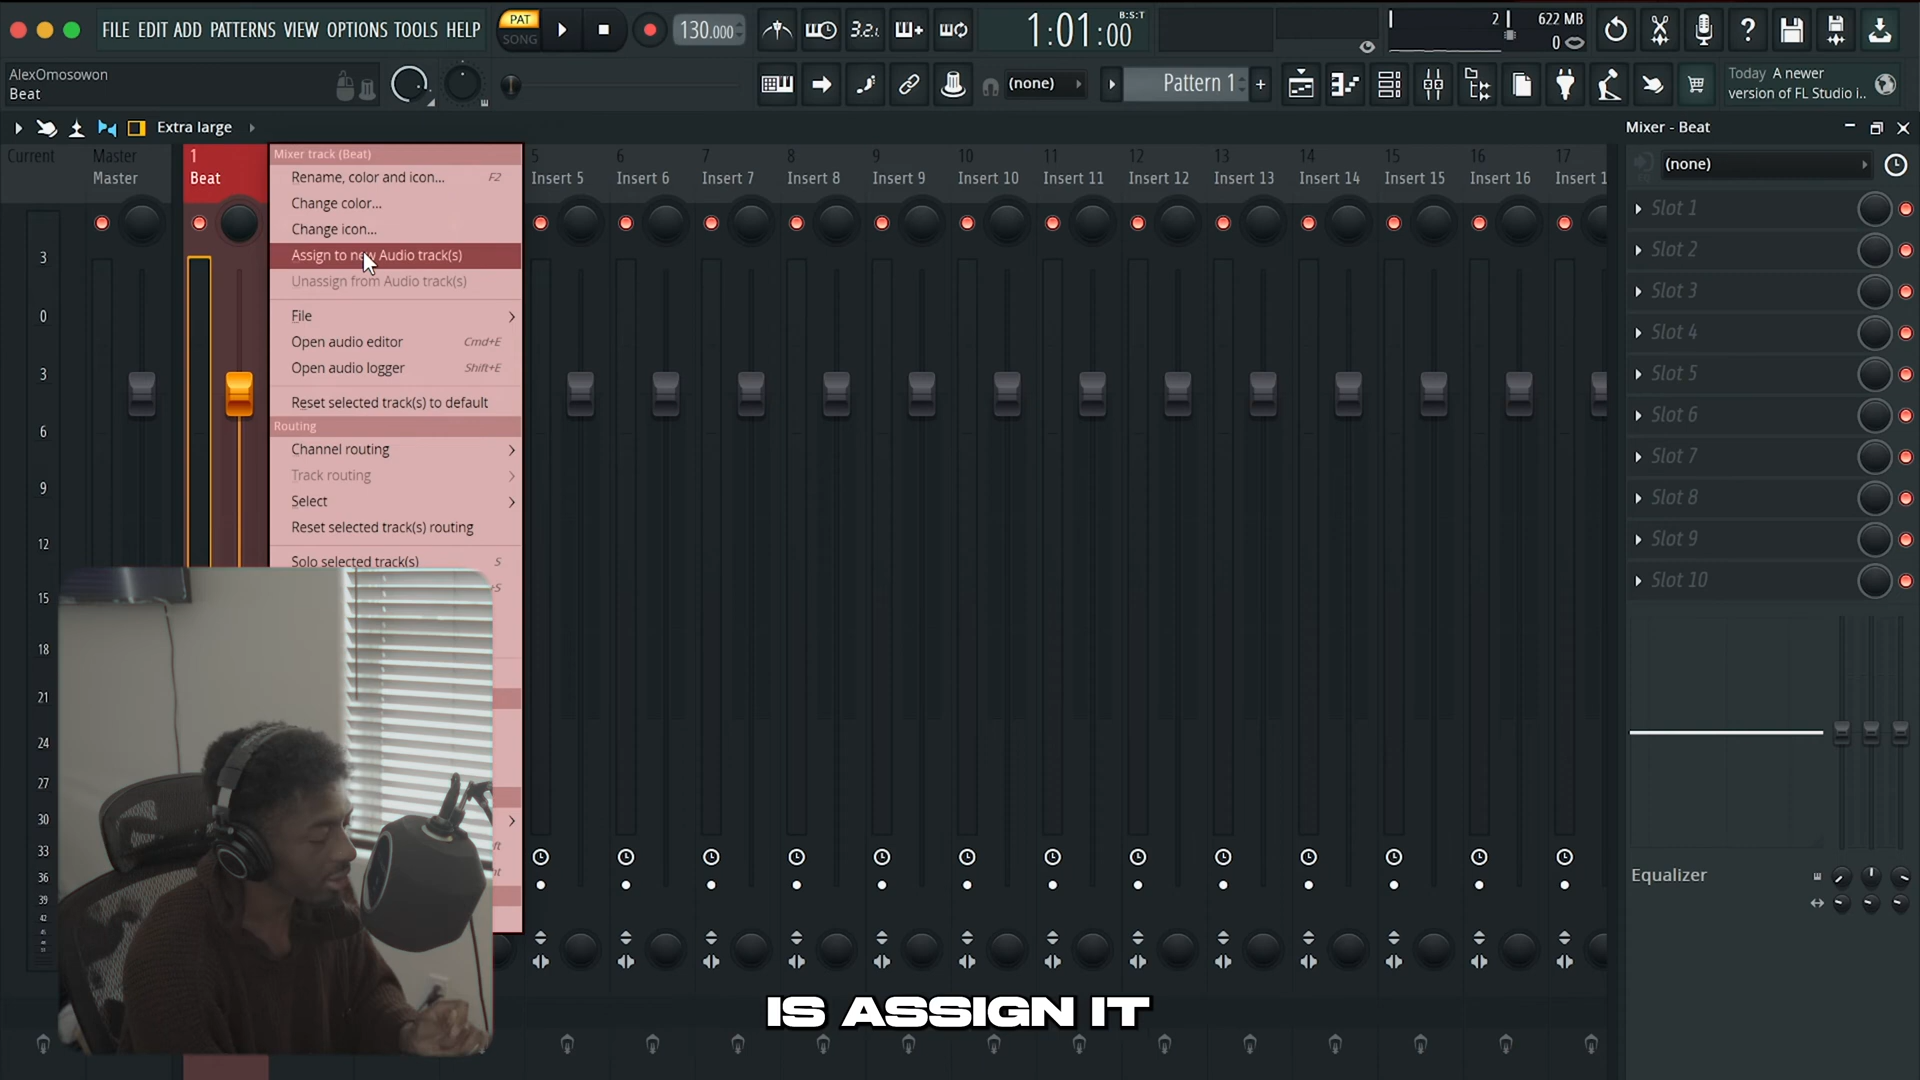 FILE EDIT ADD PATTERNS VIEW OPTIONS TOOLS HELP
PAT
SONG
130.000
3.2.
1:01:00
B:S:T
2
622 MB
0
?
AlexOmosowon
Beat
(none)
Pattern 1
+
Today A newer
version of FL Studio i..
Extra large
Mixer - Beat
Current
Master
Master
1
Beat
Mixer track (Beat)
Rename, color and icon... F2
Change color...
Change icon...
Assign to new Audio track(s)
Unassign from Audio track(s)
File
Open audio editor Cmd+E
Open audio logger Shift+E
Reset selected track(s) to default
Routing
Channel routing
Track routing
Select
Reset selected track(s) routing
Solo selected track(s) S
5
Insert 5
6
Insert 6
7
Insert 7
8
Insert 8
9
Insert 9
10
Insert 10
11
Insert 11
12
Insert 12
13
Insert 13
14
Insert 14
15
Insert 15
16
Insert 16
17
Insert 1
3
0
3
6
9
12
15
18
21
24
27
30
33
36
39
42
(none)
Slot 1
Slot 2
Slot 3
Slot 4
Slot 5
Slot 6
Slot 7
Slot 8
Slot 9
Slot 10
Equalizer
IS ASSIGN IT